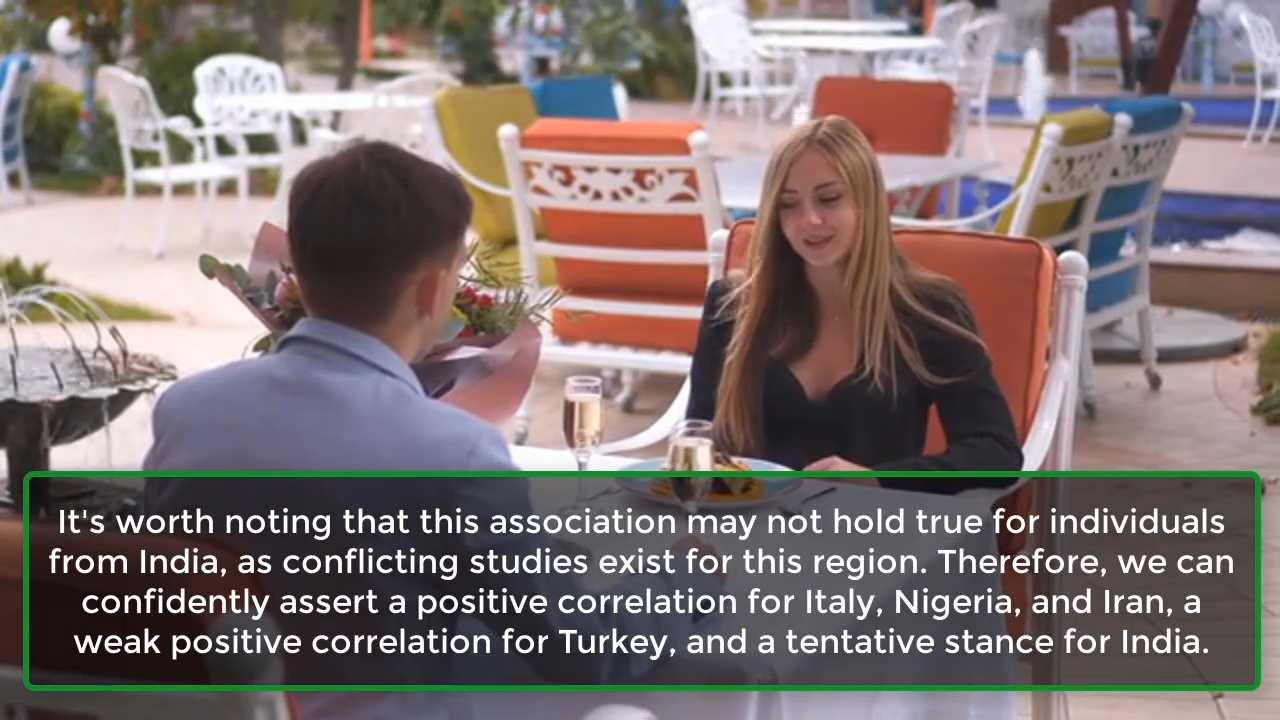 It's worth noting that this association may not hold true for individuals
from India, as conflicting studies exist for this region. Therefore, we can
confidently assert a positive correlation for Italy, Nigeria, and Iran, a
weak positive correlation for Turkey, and a tentative stance for India.